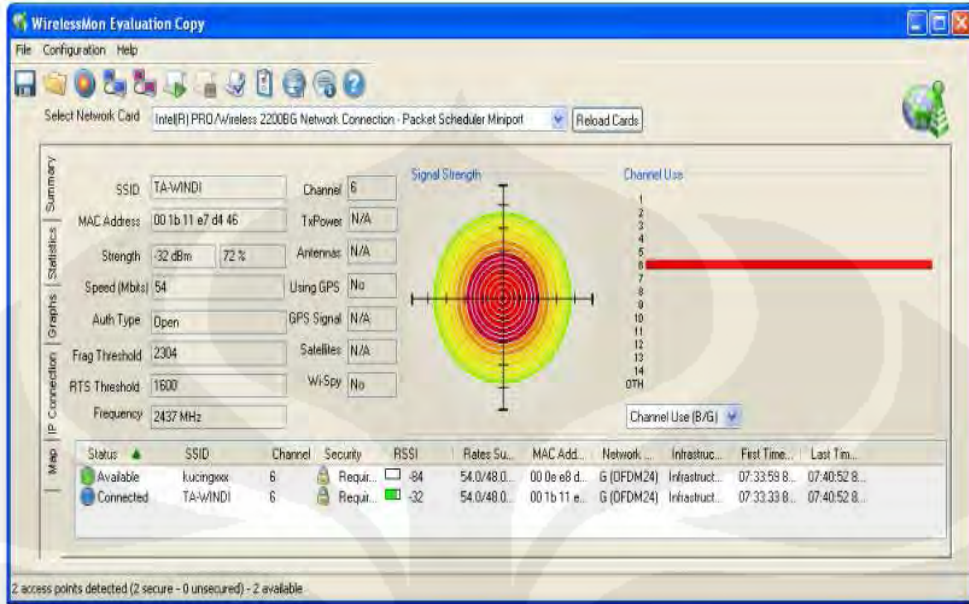 WirelessMon Evaluation Copy
File Configuration Help
Select Network Card Intel(R) PRO/Wireless 2200BG Network Connection - Packet Scheduler Miniport Reload Cards
Summary
Statistics
Graphs
IP Connection
Map
SSID TA-WINDI
MAC Address 00 1b 11 e7 d4 46
Strength -32 dBm 72 %
Speed (Mbits) 54
Auth Type Open
Frag Threshold 2304
RTS Threshold 1600
Frequency 2437 MHz
Channel 6
TxPower N/A
Antennas N/A
Using GPS No
GPS Signal N/A
Satellites N/A
Wi-Spy No
Signal Strength
Channel Use
1
2
3
4
5
6
7
8
9
10
11
12
13
14
OTH
Channel Use (B/G)
Status SSID Channel Security RSSI Rates Su... MAC Add... Network ... Infrastruc... First Time... Last Tim...
Available kucingxxx 6 Requir... -84 54.0/48.0... 00 0e e8 d... G (OFDM24) Infrastruct... 07:33:59 8... 07:40:52 8...
Connected TA-WINDI 6 Requir... -32 54.0/48.0... 00 1b 11 e... G (OFDM24) Infrastruct... 07:33:33 8... 07:40:52 8...
2 access points detected (2 secure - 0 unsecured) - 2 available